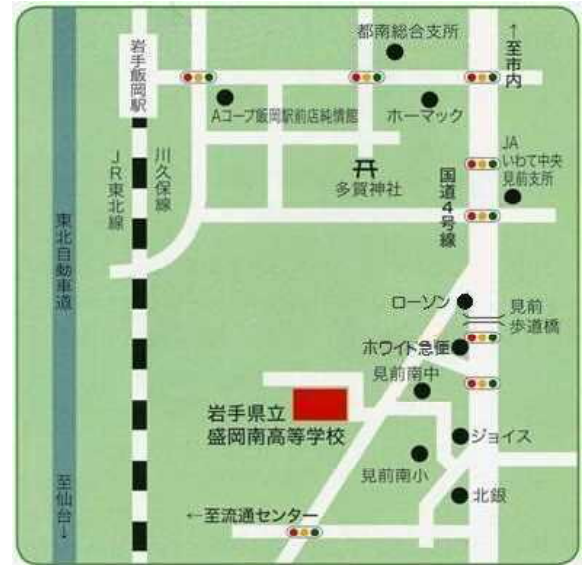 都南総合支所
↑至市内
岩手飯岡駅
Aコープ飯岡駅前店純情館
ホーマック
JA
いわて中央
見前支所
多賀神社
国道4号線
川久保線
JR東北線
東北自動車道
ローソン
見前
歩道橋
ホワイト急便
見前南中
岩手県立
盛岡南高等学校
ジョイス
見前南小
北銀
←至流通センター
至仙台↓